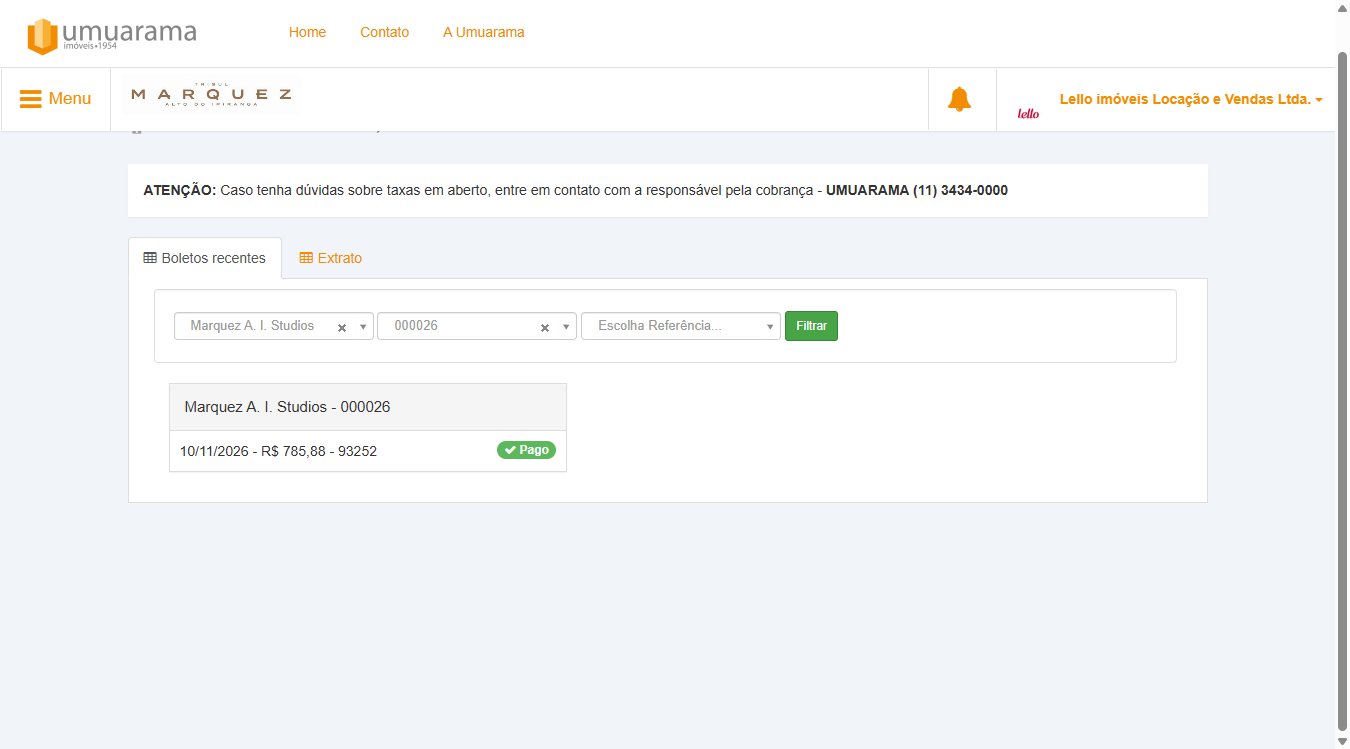 umuarama
imóveis•1954
Home
Contato
A Umuarama
Menu
MARQUEZ
ALTO DO IPIRANGA
lello
Lello imóveis Locação e Vendas Ltda.
ATENÇÃO: Caso tenha dúvidas sobre taxas em aberto, entre em contato com a responsável pela cobrança - UMUARAMA (11) 3434-0000
Boletos recentes
Extrato
Marquez A. I. Studios
000026
Escolha Referência...
Filtrar
Marquez A. I. Studios - 000026
10/11/2026 - R$ 785,88 - 93252
Pago